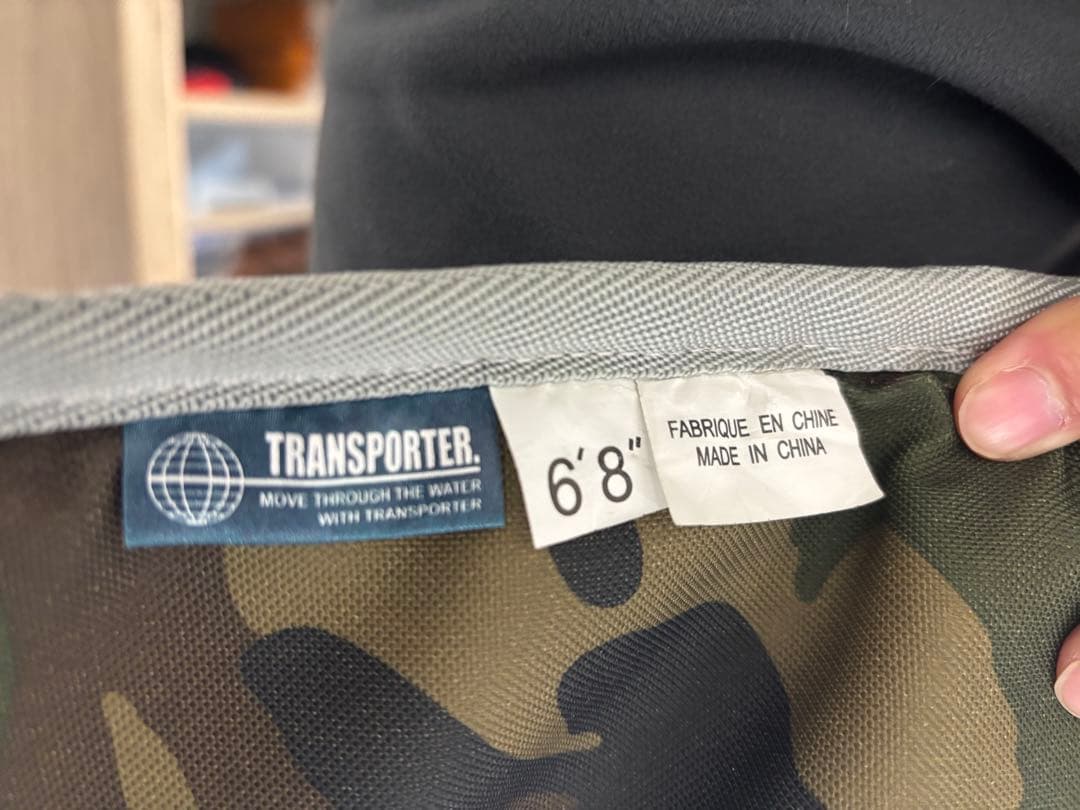 TRANSPORTER.
MOVE THROUGH THE WATER
WITH TRANSPORTER
6'8"
FABRIQUE EN CHINE
MADE IN CHINA